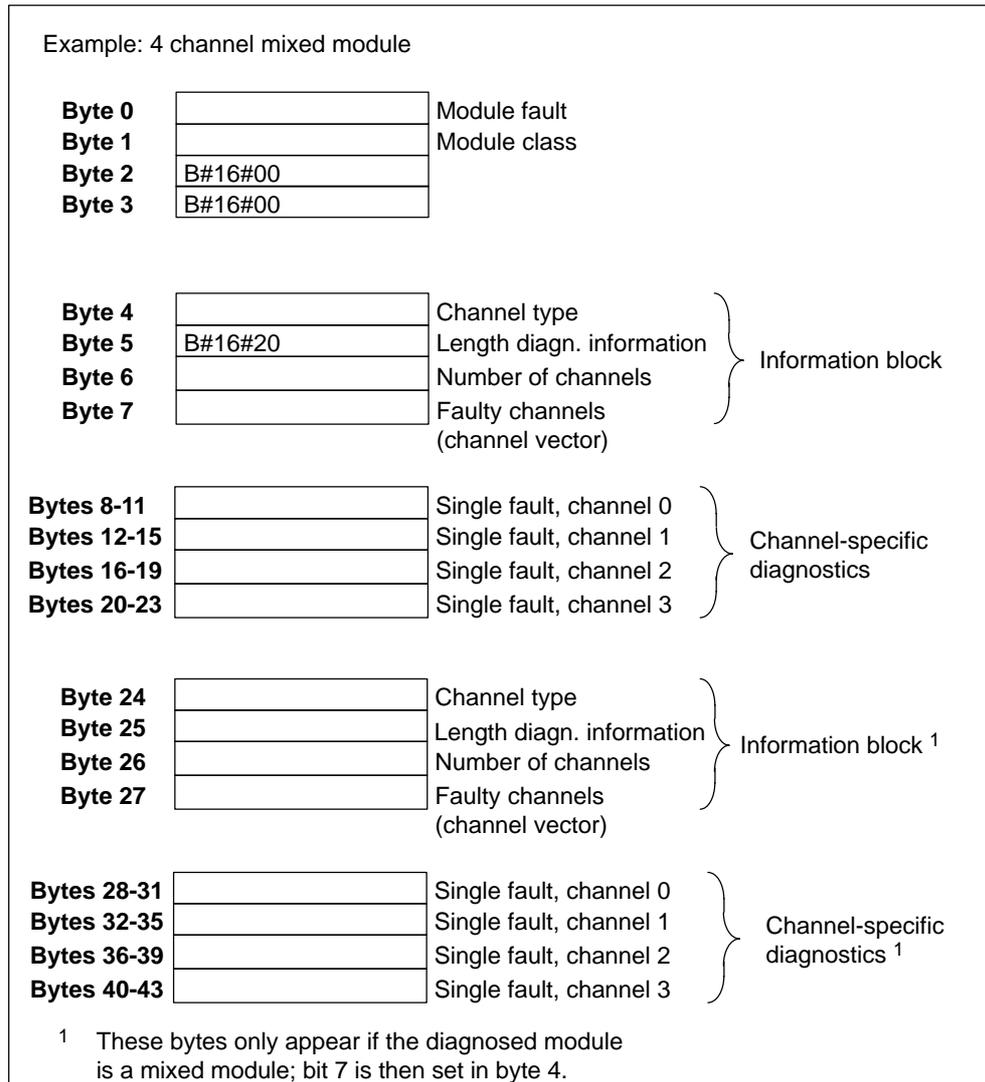 Example: 4 channel mixed module
Byte 0 Module fault
Byte 1 Module class
Byte 2 B#16#00
Byte 3 B#16#00
Byte 4 Channel type
Byte 5 B#16#20 Length diagn. information
Byte 6 Number of channels
Information block
Byte 7 Faulty channels
(channel vector)
Bytes 8-11 Single fault, channel 0
Bytes 12-15 Single fault, channel 1
Bytes 16-19 Single fault, channel 2
Bytes 20-23 Single fault, channel 3
Channel-specific
diagnostics
Byte 24 Channel type
Byte 25 Length diagn. information
Byte 26 Number of channels
Information block 1
Byte 27 Faulty channels
(channel vector)
Bytes 28-31 Single fault, channel 0
Bytes 32-35 Single fault, channel 1
Bytes 36-39 Single fault, channel 2
Bytes 40-43 Single fault, channel 3
Channel-specific
diagnostics 1
1 These bytes only appear if the diagnosed module
is a mixed module; bit 7 is then set in byte 4.